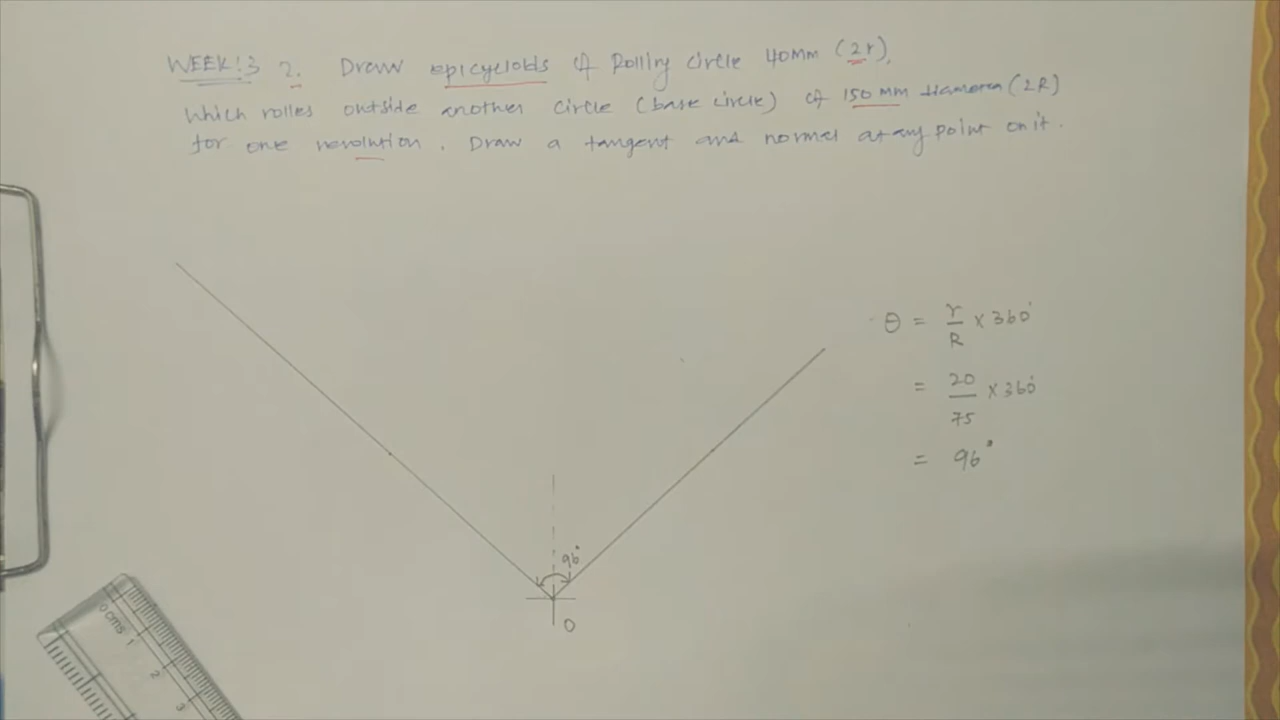 WEEK:3 2. Draw epicycloids of Rolling circle 40mm (2r),
which rolles outside another circle (base circle) of 150 mm diameter (2R)
for one revolution. Draw a tangent and normal at any point on it.
θ = r/R x 360°
= 20/75 x 360°
= 96°
96°
O
0 cms 1 2 3